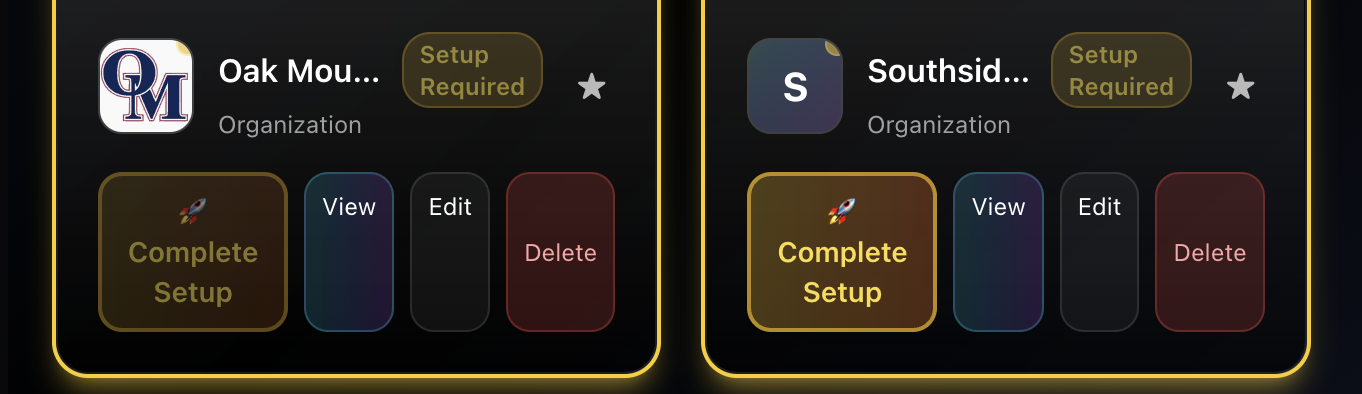 OM
Oak Mou...
Setup
Required
Organization
🚀
Complete
Setup
View
Edit
Delete
S
Southsid...
Setup
Required
Organization
🚀
Complete
Setup
View
Edit
Delete